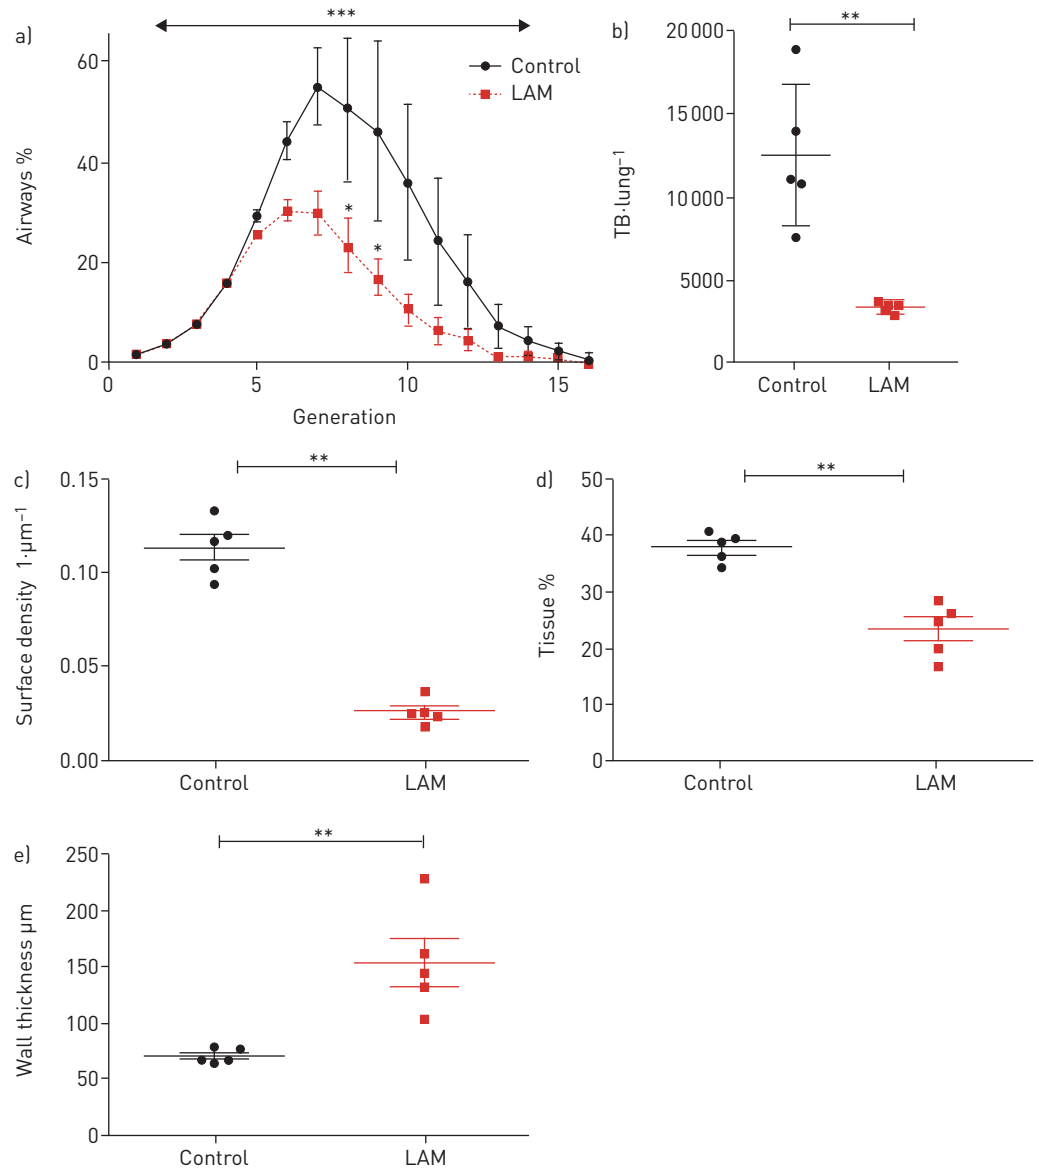 a)
***
60
40
20
0
Airways %
Control
LAM
*
*
0
5
10
15
Generation
b)
**
20000
15000
10000
5000
0
TB·lung⁻¹
Control
LAM
c)
**
0.15
0.10
0.05
0.00
Surface density 1·µm⁻¹
Control
LAM
d)
**
50
40
30
20
10
0
Tissue %
Control
LAM
e)
**
250
200
150
100
50
0
Wall thickness µm
Control
LAM